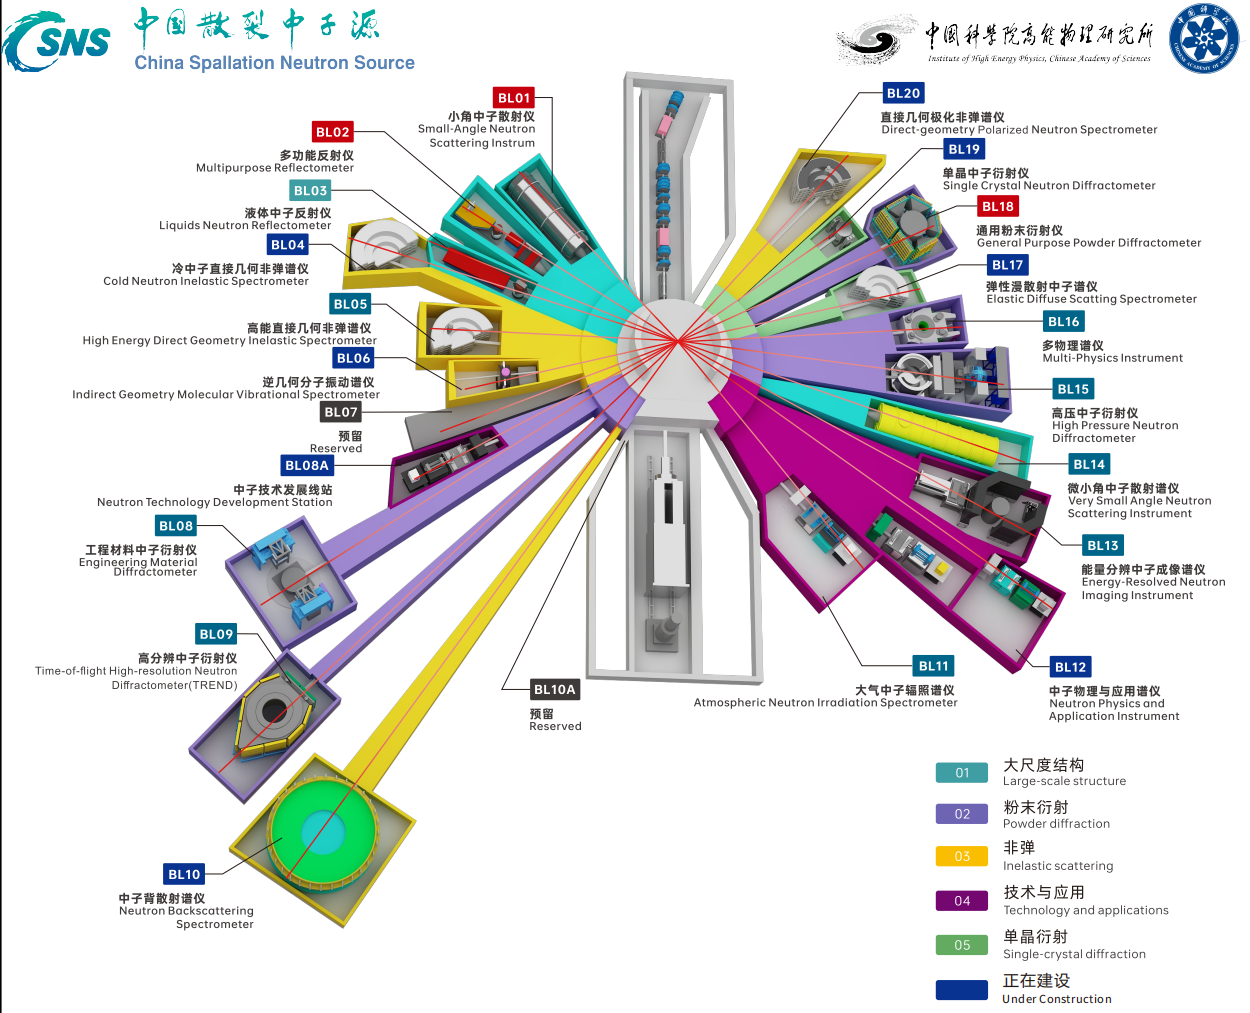 CSNS
中国散裂中子源
China Spallation Neutron Source
中国科学院高能物理研究所
Institute of High Energy Physics, Chinese Academy of Sciences
中国科学院
CHINESE ACADEMY OF SCIENCES
BL01
小角中子散射仪
Small-Angle Neutron
Scattering Instrum
BL02
多功能反射仪
Multipurpose Reflectometer
BL03
液体中子反射仪
Liquids Neutron Reflectometer
BL04
冷中子直接几何非弹谱仪
Cold Neutron Inelastic Spectrometer
BL05
高能直接几何非弹谱仪
High Energy Direct Geometry Inelastic Spectrometer
BL06
逆几何分子振动谱仪
Indirect Geometry Molecular Vibrational Spectrometer
BL07
预留
Reserved
BL08A
中子技术发展线站
Neutron Technology Development Station
BL08
工程材料中子衍射仪
Engineering Material
Diffractometer
BL09
高分辨中子衍射仪
Time-of-flight High-resolution Neutron
Diffractometer(TREND)
BL10
中子背散射谱仪
Neutron Backscattering
Spectrometer
BL10A
预留
Reserved
BL20
直接几何极化非弹谱仪
Direct-geometry Polarized Neutron Spectrometer
BL19
单晶中子衍射仪
Single Crystal Neutron Diffractometer
BL18
通用粉末衍射仪
General Purpose Powder Diffractometer
BL17
弹性漫散射中子谱仪
Elastic Diffuse Scatting Spectrometer
BL16
多物理谱仪
Multi-Physics Instrument
BL15
高压中子衍射仪
High Pressure Neutron
Diffractometer
BL14
微小角中子散射谱仪
Very Small Angle Neutron
Scattering Instrument
BL13
能量分辨中子成像谱仪
Energy-Resolved Neutron
Imaging Instrument
BL12
中子物理与应用谱仪
Neutron Physics and
Application Instrument
BL11
大气中子辐照谱仪
Atmospheric Neutron Irradiation Spectrometer
01
大尺度结构
Large-scale structure
02
粉末衍射
Powder diffraction
03
非弹
Inelastic scattering
04
技术与应用
Technology and applications
05
单晶衍射
Single-crystal diffraction
正在建设
Under Construction